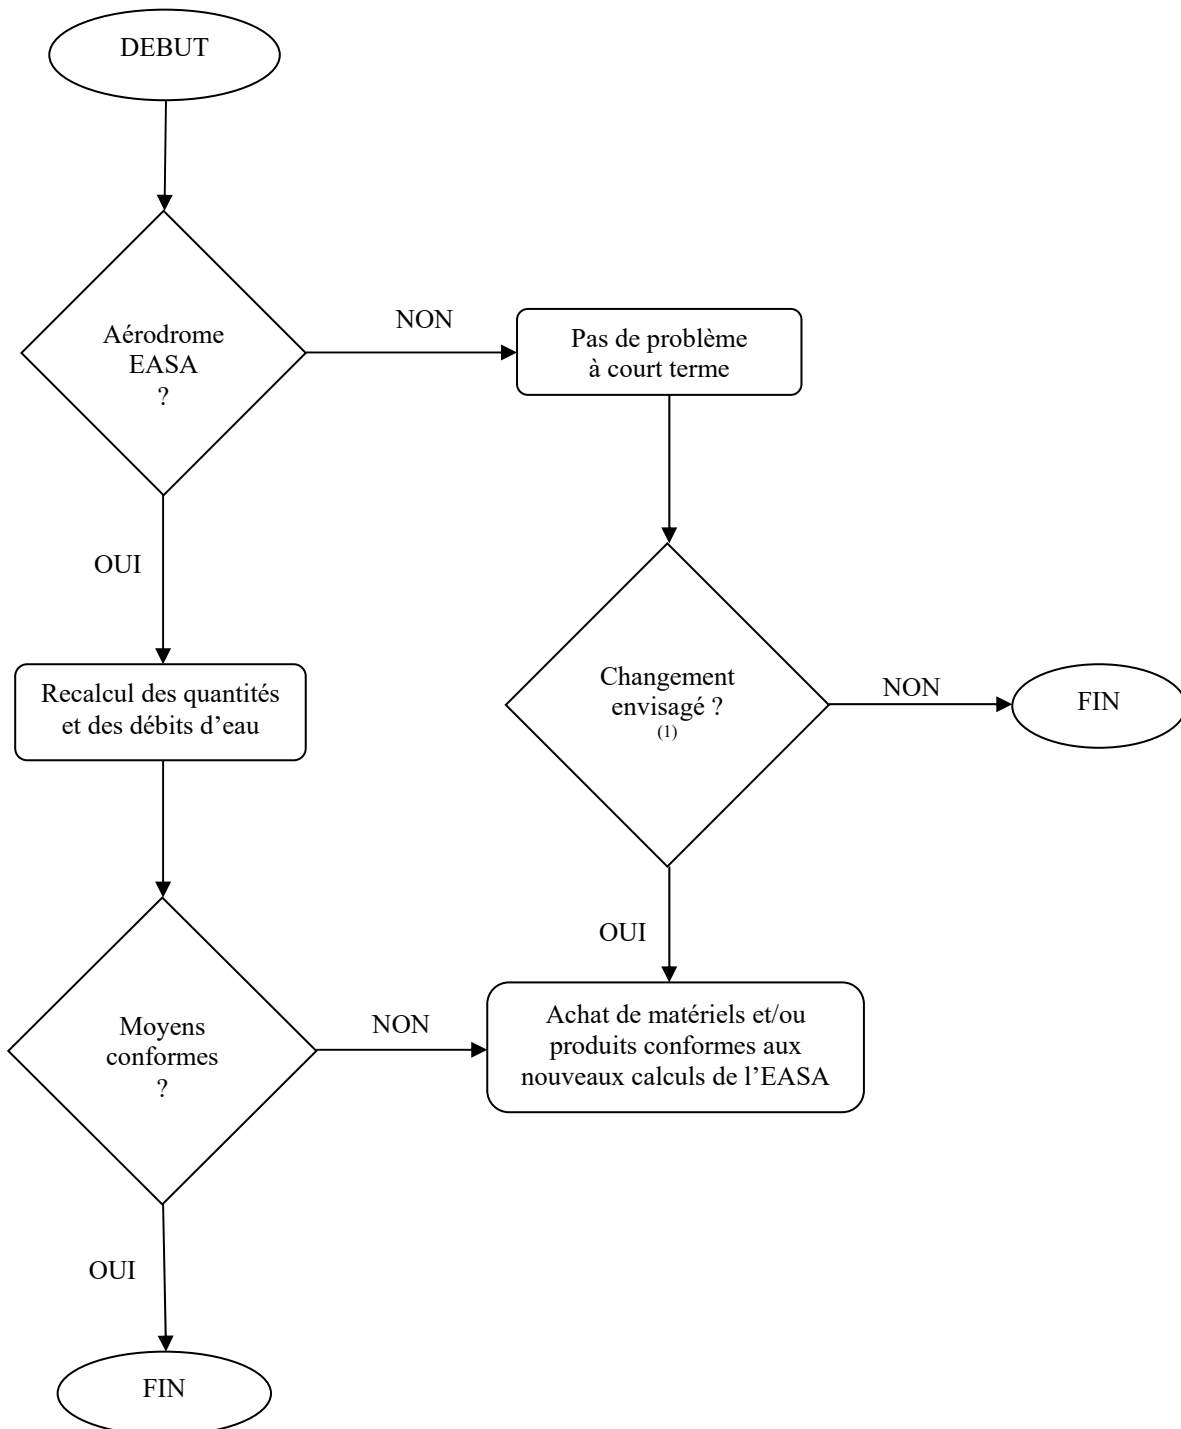 DEBUT
Aérodrome
EASA
?
NON
Pas de problème
à court terme
OUI
Recalcul des quantités
et des débits d’eau
Changement
envisagé ?
(1)
NON
FIN
OUI
Moyens
conformes
?
NON
Achat de matériels et/ou
produits conformes aux
nouveaux calculs de l’EASA
OUI
FIN